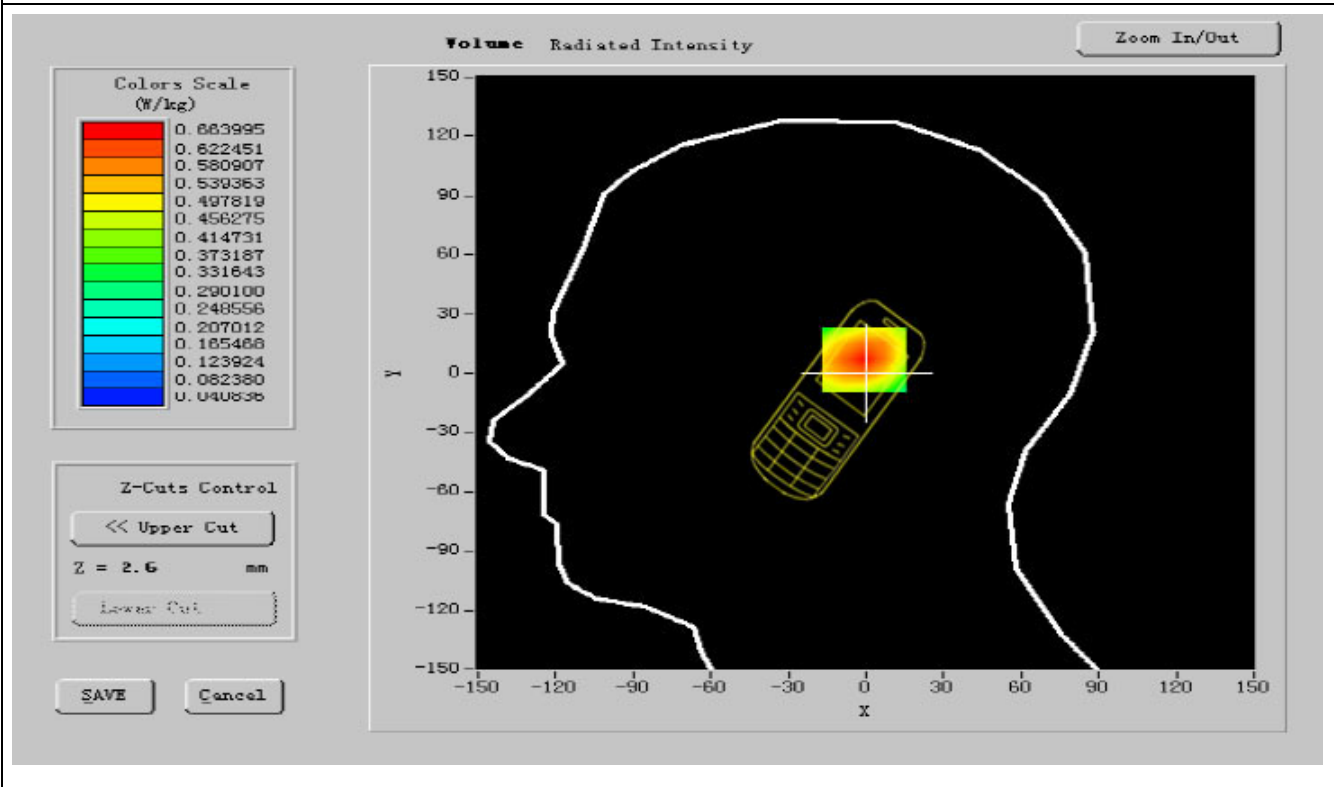 Volume Radiated Intensity
Zoom In/Out
Colors Scale
(W/kg)
0.663995
0.622451
0.580907
0.539363
0.497819
0.456275
0.414731
0.373187
0.331643
0.290100
0.248556
0.207012
0.165468
0.123924
0.082380
0.040836
Z-Cuts Control
<< Upper Cut
Z = 2.6 mm
Lower Cut
SAVE
Cancel
150
120
90
60
30
0
-30
-60
-90
-120
-150
Y
-150 -120 -90 -60 -30 0 30 60 90 120 150
X